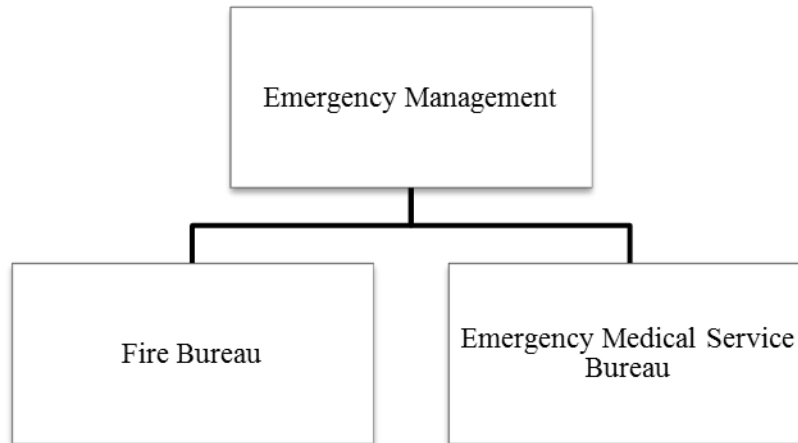 Emergency Management
Fire Bureau
Emergency Medical Service
Bureau